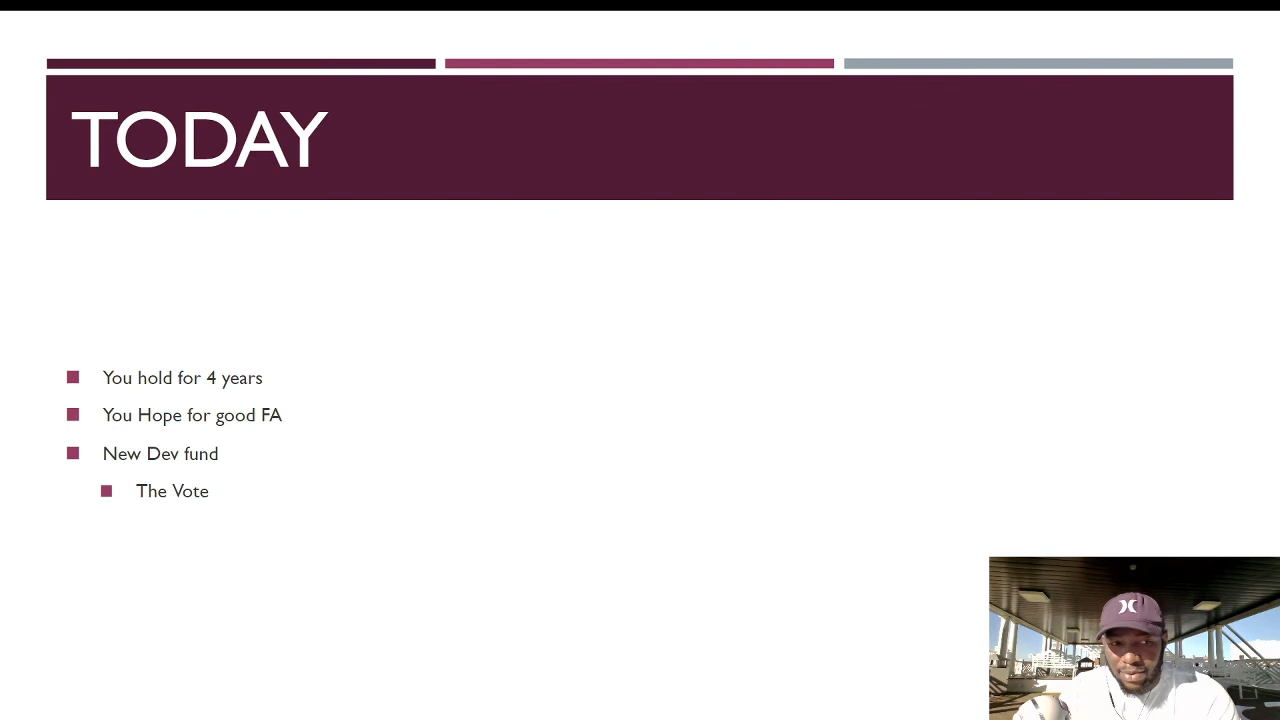 TODAY
You hold for 4 years
You Hope for good FA
New Dev fund
The Vote